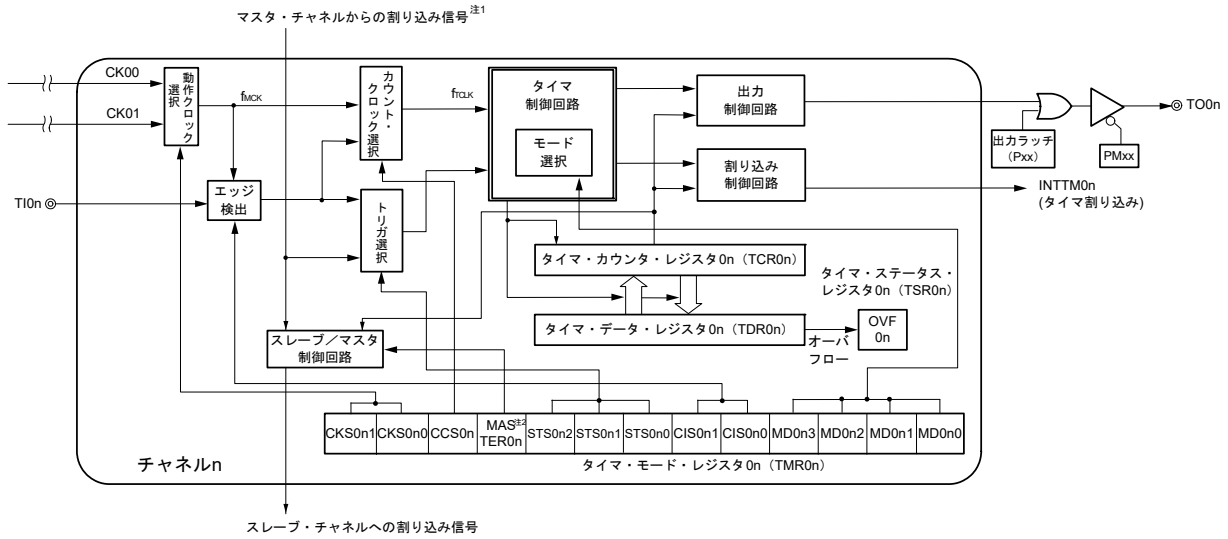 マスタ・チャネルからの割り込み信号注1
CK00
CK01
動作クロック
選択
fMCK
カウント・
クロック選択
fTCLK
タイマ
制御回路
モード
選択
出力
制御回路
出力ラッチ
(Pxx)
PMxx
TO0n
割り込み
制御回路
INTTM0n
(タイマ割り込み)
TI0n
エッジ
検出
トリガ
選択
タイマ・カウンタ・レジスタ0n（TCR0n）
タイマ・ステータス・
レジスタ0n（TSR0n）
タイマ・データ・レジスタ0n（TDR0n）
オーバ
フロー
OVF
0n
スレーブ／マスタ
制御回路
CKS0n1
CKS0n0
CCS0n
MAS注2
TER0n
STS0n2
STS0n1
STS0n0
CIS0n1
CIS0n0
MD0n3
MD0n2
MD0n1
MD0n0
チャネルn
タイマ・モード・レジスタ0n（TMR0n）
スレーブ・チャネルへの割り込み信号